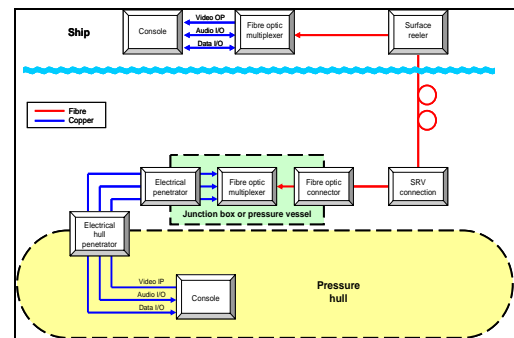 Ship
Console
Video OP
Audio I/O
Data I/O
Fibre optic
multiplexer
Surface
reeler
Fibre
Copper
Electrical
penetrator
Fibre optic
multiplexer
Fibre optic
connector
SRV
connection
Junction box or pressure vessel
Electrical
hull
penetrator
Video IP
Audio I/O
Data I/O
Console
Pressure
hull